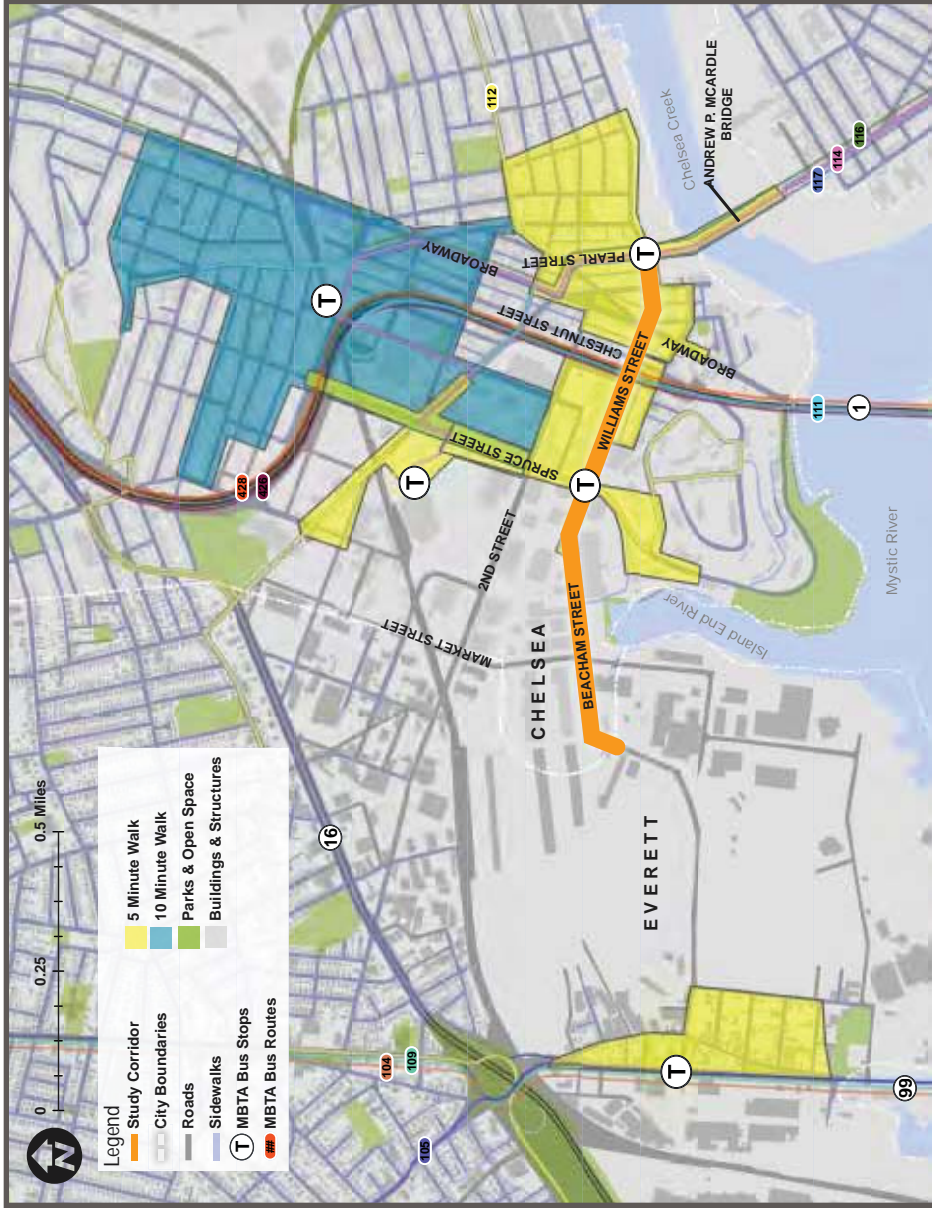 N
0
0.25
0.5 Miles
Legend
Study Corridor
City Boundaries
Roads
Sidewalks
T MBTA Bus Stops
## MBTA Bus Routes
5 Minute Walk
10 Minute Walk
Parks & Open Space
Buildings & Structures
16
104
109
105
99
T
EVERETT
CHELSEA
MARKET STREET
2ND STREET
BEACHAM STREET
428
426
T
T
T
T
SPRUCE STREET
CHESTNUT STREET
BROADWAY
PEARL STREET
WILLIAMS STREET
BROADWAY
112
111
1
117
114
116
Chelsea Creek
ANDREW P. MCARDLE
BRIDGE
Island End River
Mystic River